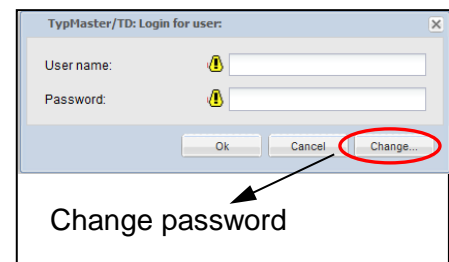 TypMaster/TD: Login for user:
User name:
Password:
Ok Cancel Change...
Change password